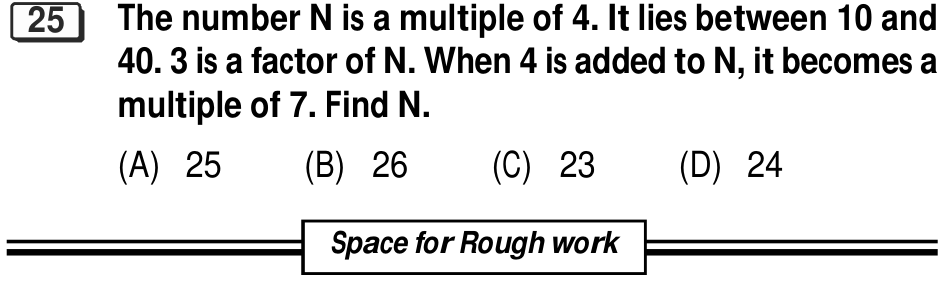 25 The number N is a multiple of 4. It lies between 10 and
40. 3 is a factor of N. When 4 is added to N, it becomes a
multiple of 7. Find N.
(A) 25 (B) 26 (C) 23 (D) 24
Space for Rough work